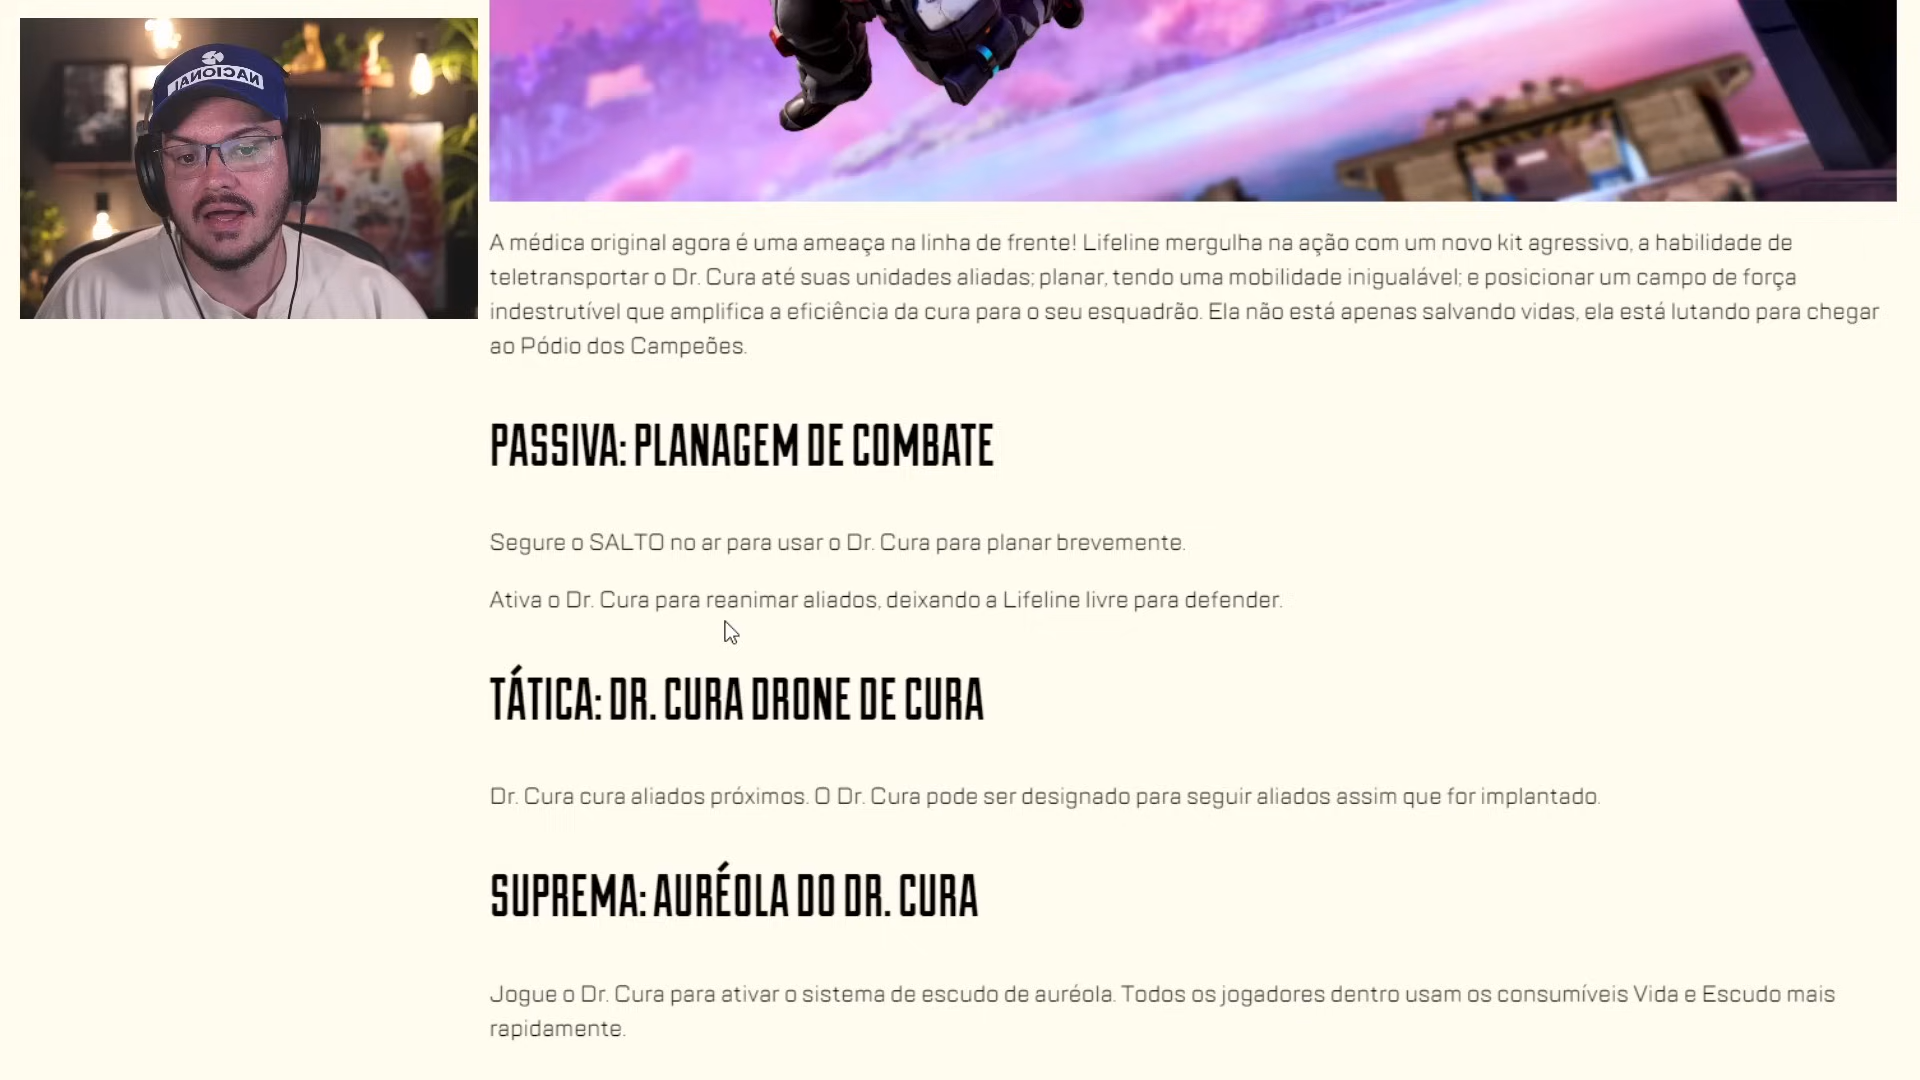 NACIONAL
A médica original agora é uma ameaça na linha de frente! Lifeline mergulha na ação com um novo kit agressivo, a habilidade de
teletransportar o Dr. Cura até suas unidades aliadas; planar, tendo uma mobilidade inigualável; e posicionar um campo de força
indestrutível que amplifica a eficiência da cura para o seu esquadrão. Ela não está apenas salvando vidas, ela está lutando para chegar
ao Pódio dos Campeões.
PASSIVA: PLANAGEM DE COMBATE
Segure o SALTO no ar para usar o Dr. Cura para planar brevemente.
Ativa o Dr. Cura para reanimar aliados, deixando a Lifeline livre para defender.
TÁTICA: DR. CURA DRONE DE CURA
Dr. Cura cura aliados próximos. O Dr. Cura pode ser designado para seguir aliados assim que for implantado.
SUPREMA: AURÉOLA DO DR. CURA
Jogue o Dr. Cura para ativar o sistema de escudo de auréola. Todos os jogadores dentro usam os consumíveis Vida e Escudo mais
rapidamente.